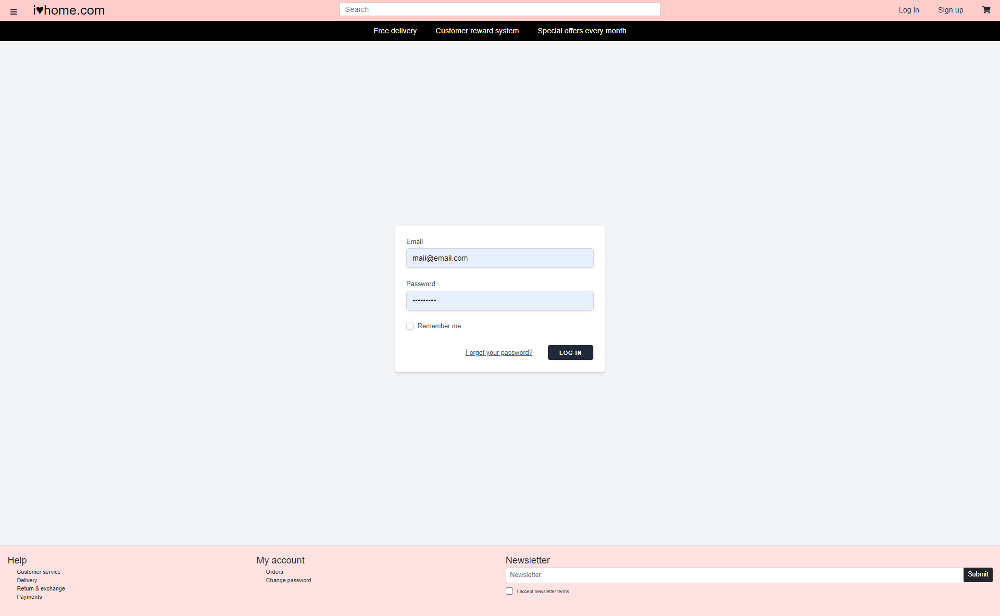 i♥home.com
Search
Log in
Sign up
Free delivery
Customer reward system
Special offers every month
Email
mail@email.com
Password
•••••••••
Remember me
Forgot your password?
LOG IN
Help
Customer service
Delivery
Return & exchange
Payments
My account
Orders
Change password
Newsletter
Newsletter
Submit
I accept newsletter terms